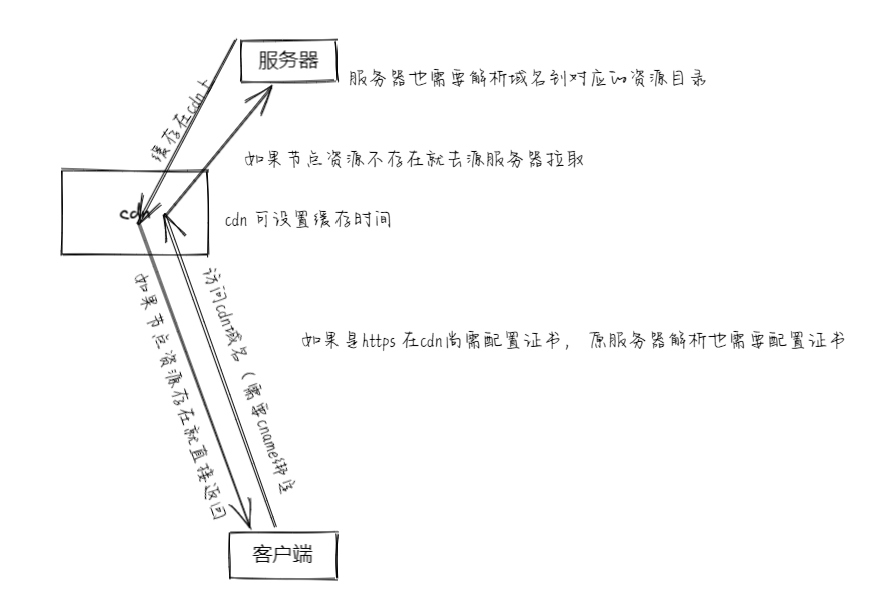 服务器
服务器也需要解析域名到对应的资源目录
缓存在cdn上
如果节点资源不存在就去源服务器拉取
cdn
cdn 可设置缓存时间
访问cdn域名（需要cname绑定
如果节点资源存在就直接返回
如果是https 在cdn尚需配置证书， 原服务器解析也需要配置证书
客户端